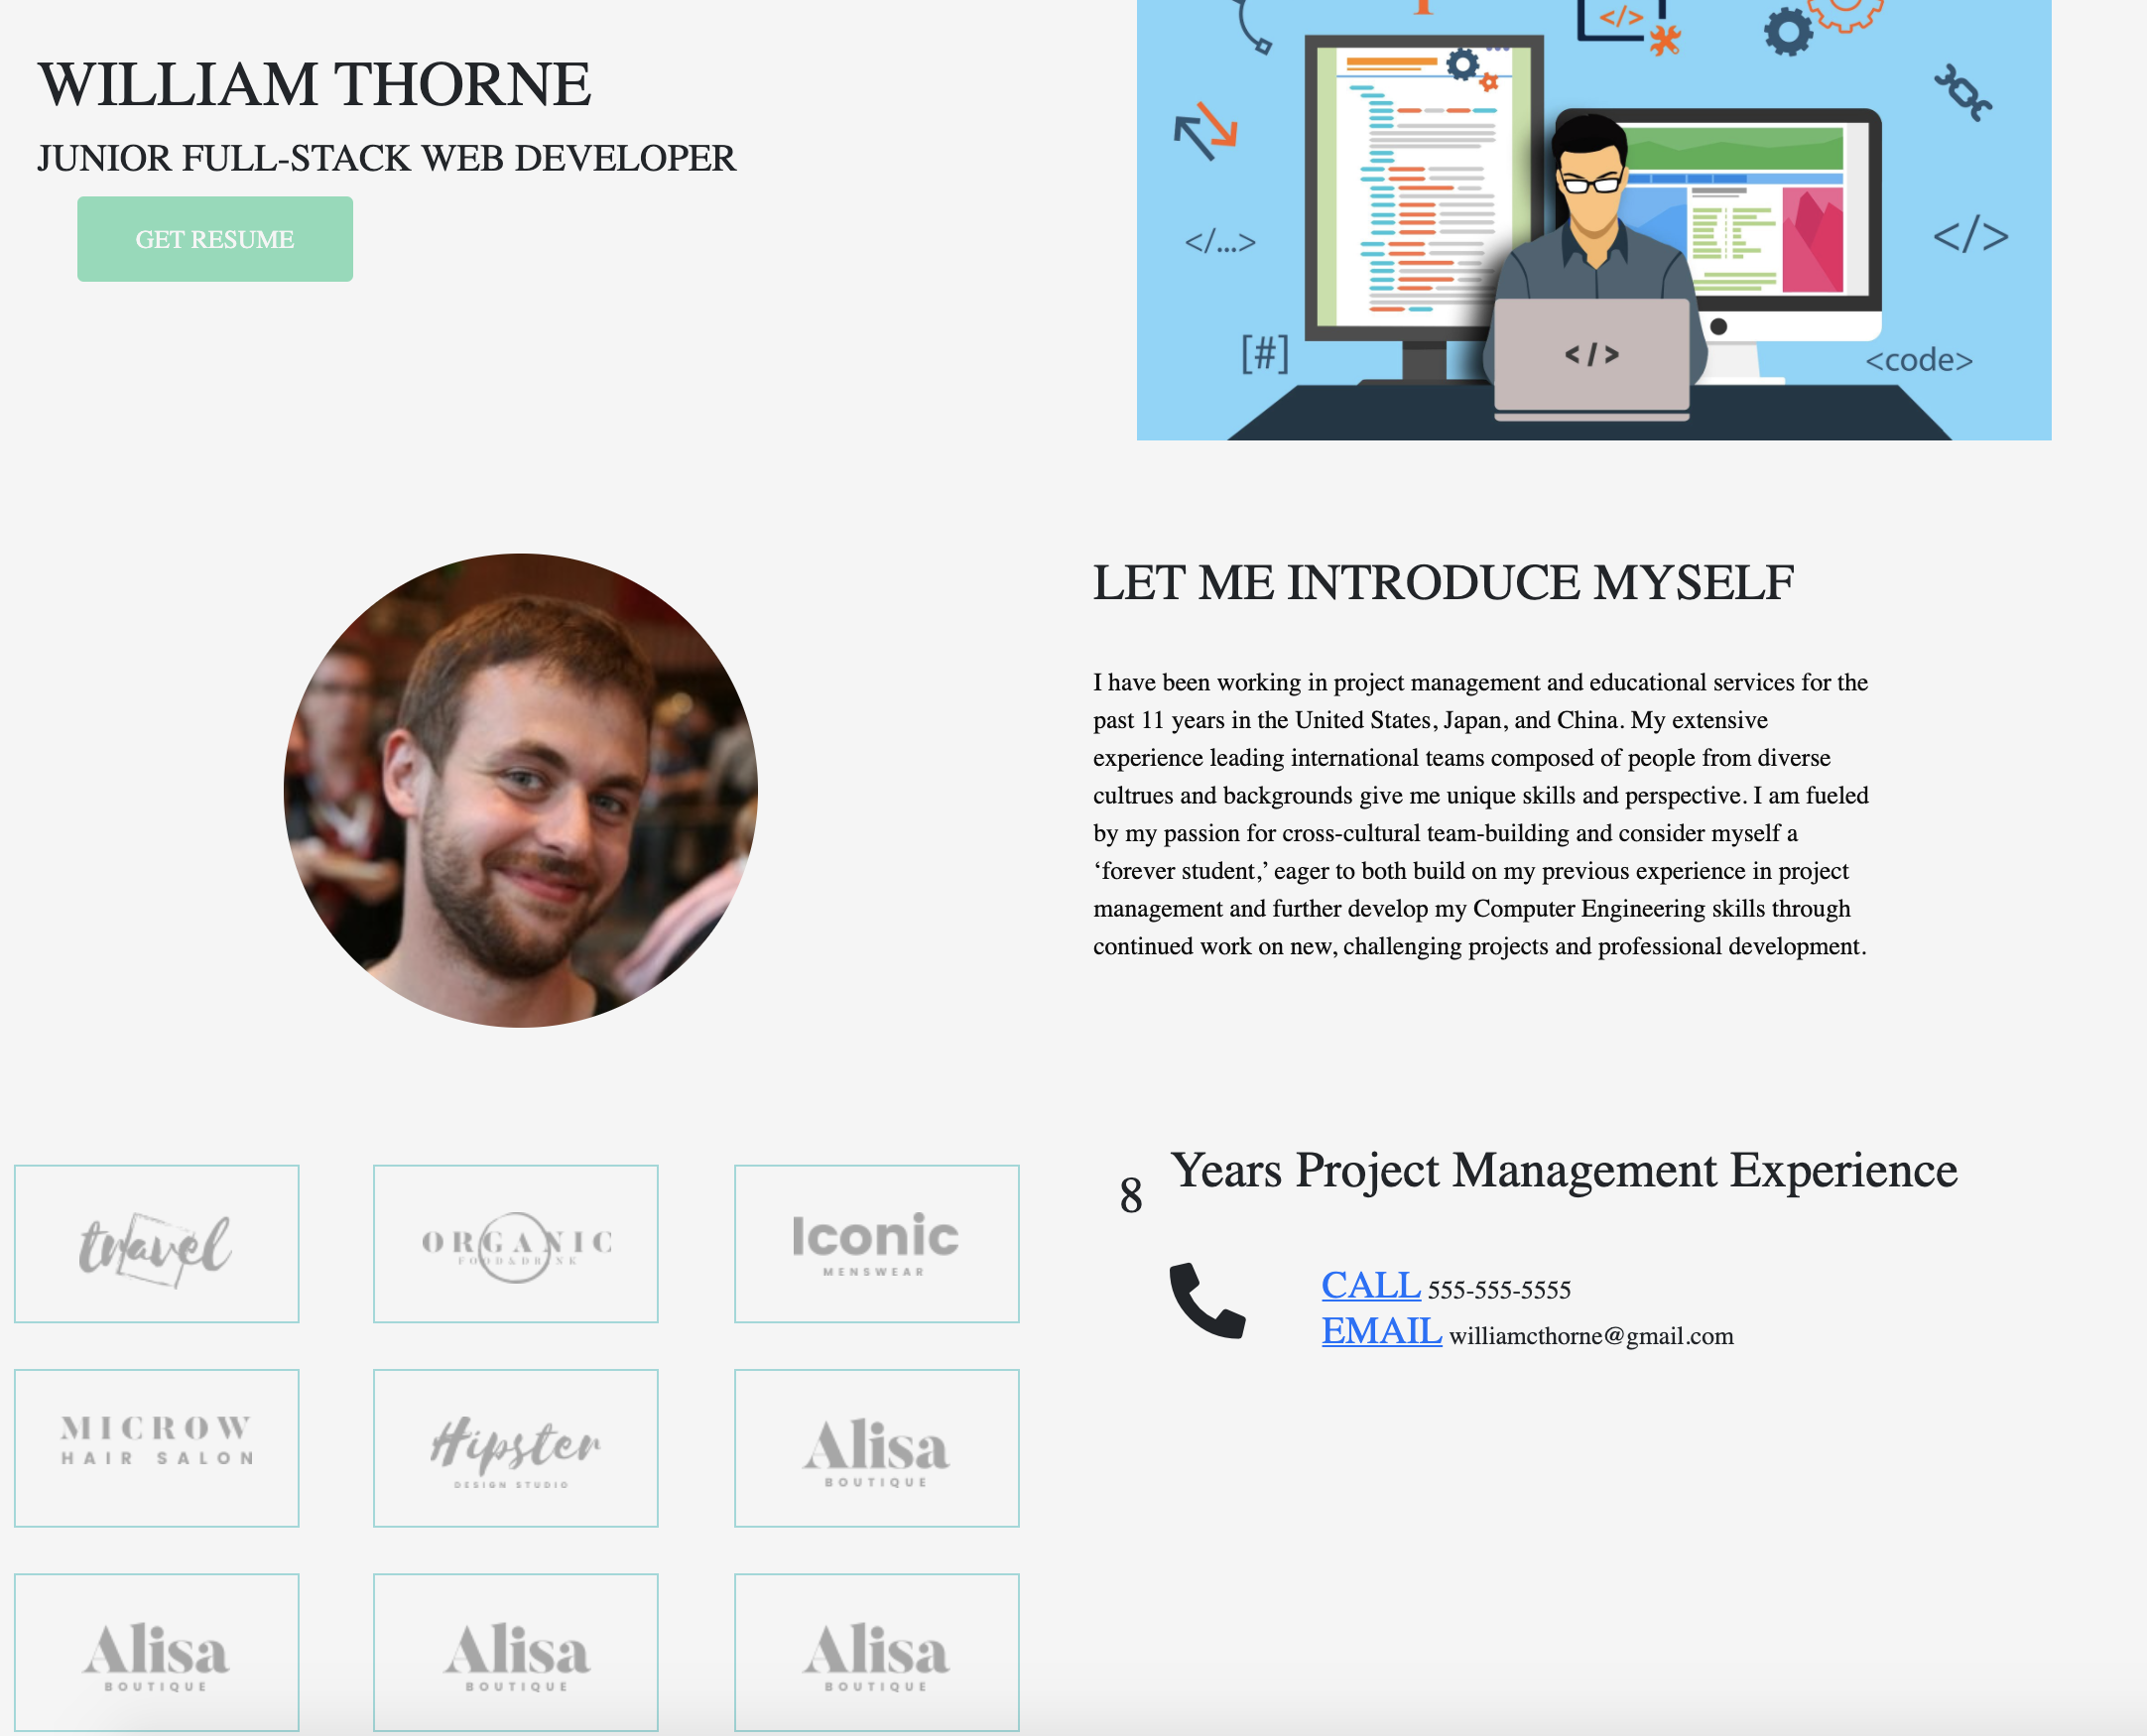 WILLIAM THORNE
JUNIOR FULL-STACK WEB DEVELOPER
GET RESUME
</>
</...>
</>
[#]
</>
<code>
LET ME INTRODUCE MYSELF
I have been working in project management and educational services for the
past 11 years in the United States, Japan, and China. My extensive
experience leading international teams composed of people from diverse
cultrues and backgrounds give me unique skills and perspective. I am fueled
by my passion for cross-cultural team-building and consider myself a
‘forever student,’ eager to both build on my previous experience in project
management and further develop my Computer Engineering skills through
continued work on new, challenging projects and professional development.
travel
ORGANIC
FOOD&DRINK
Iconic
MENSWEAR
MICROW
HAIR SALON
Hipster
DESIGN STUDIO
Alisa
BOUTIQUE
Alisa
BOUTIQUE
Alisa
BOUTIQUE
Alisa
BOUTIQUE
8 Years Project Management Experience
CALL 555-555-5555
EMAIL williamcthorne@gmail.com